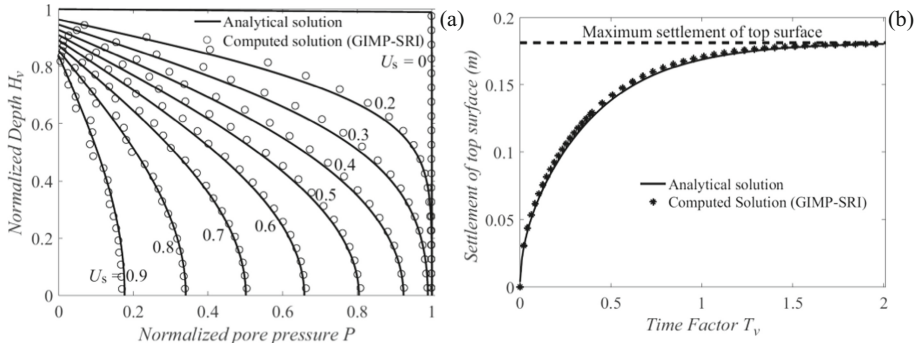 (a)
Analytical solution
Computed solution (GIMP-SRI)
U_s = 0
0.2
0.3
0.4
0.5
0.6
0.7
0.8
U_s = 0.9
Normalized Depth H_v
1
0.8
0.6
0.4
0.2
0
0
0.2
0.4
0.6
0.8
1
Normalized pore pressure P
(b)
Maximum settlement of top surface
Analytical solution
Computed Solution (GIMP-SRI)
Settlement of top surface (m)
0.2
0.15
0.1
0.05
0
0
0.5
1
1.5
2
Time Factor T_v